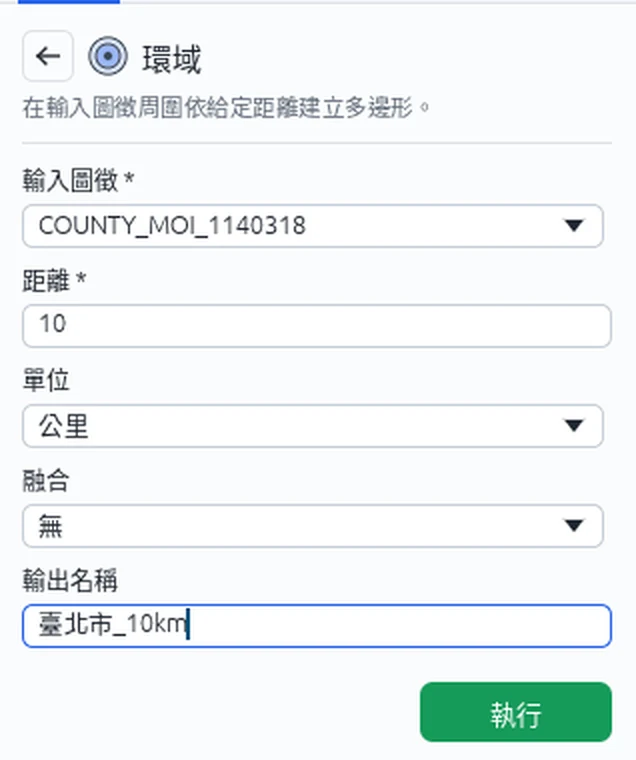 環域
在輸入圖徵周圍依給定距離建立多邊形。
輸入圖徵 *
COUNTY_MOI_1140318
距離 *
10
單位
公里
融合
無
輸出名稱
臺北市_10km
執行